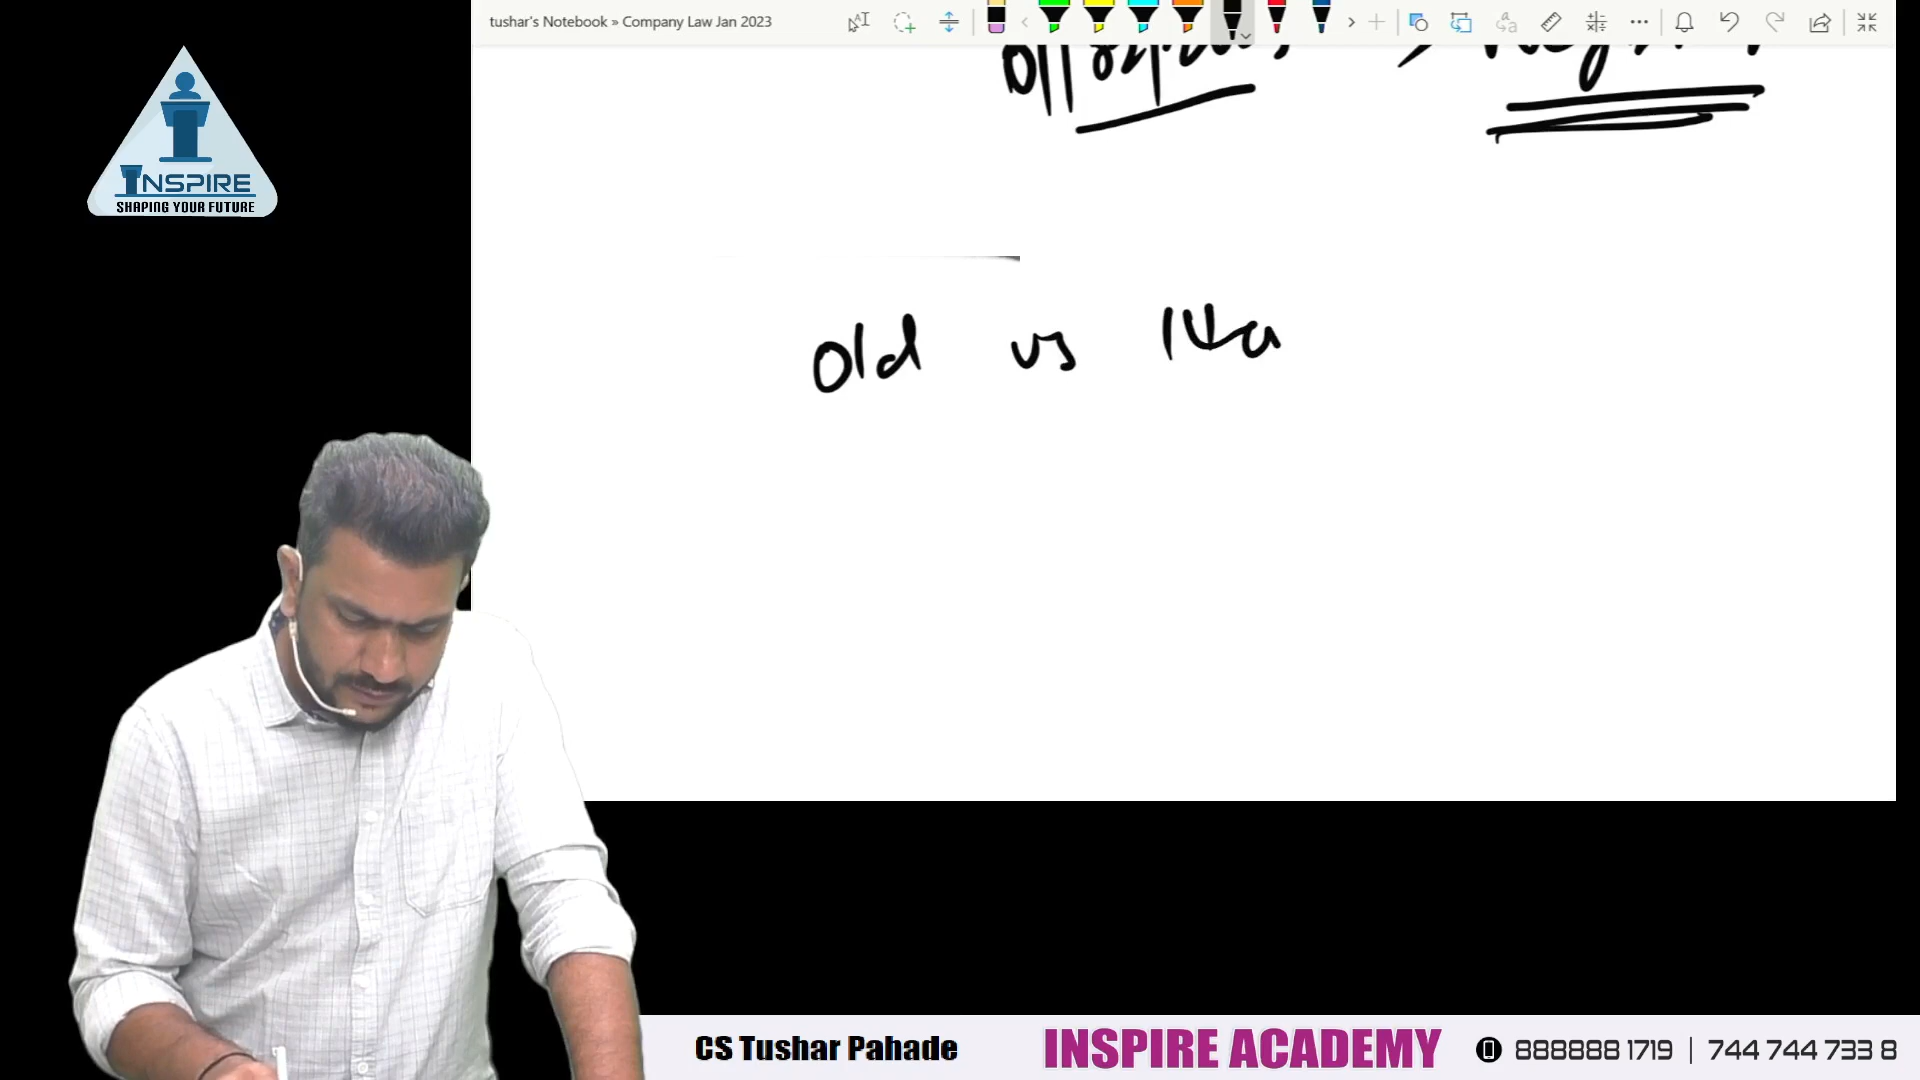 tushar's Notebook » Company Law Jan 2023
INSPIRE
SHAPING YOUR FUTURE
Old vs
CS Tushar Pahade
INSPIRE ACADEMY
888888 1719 | 744 744 733 8